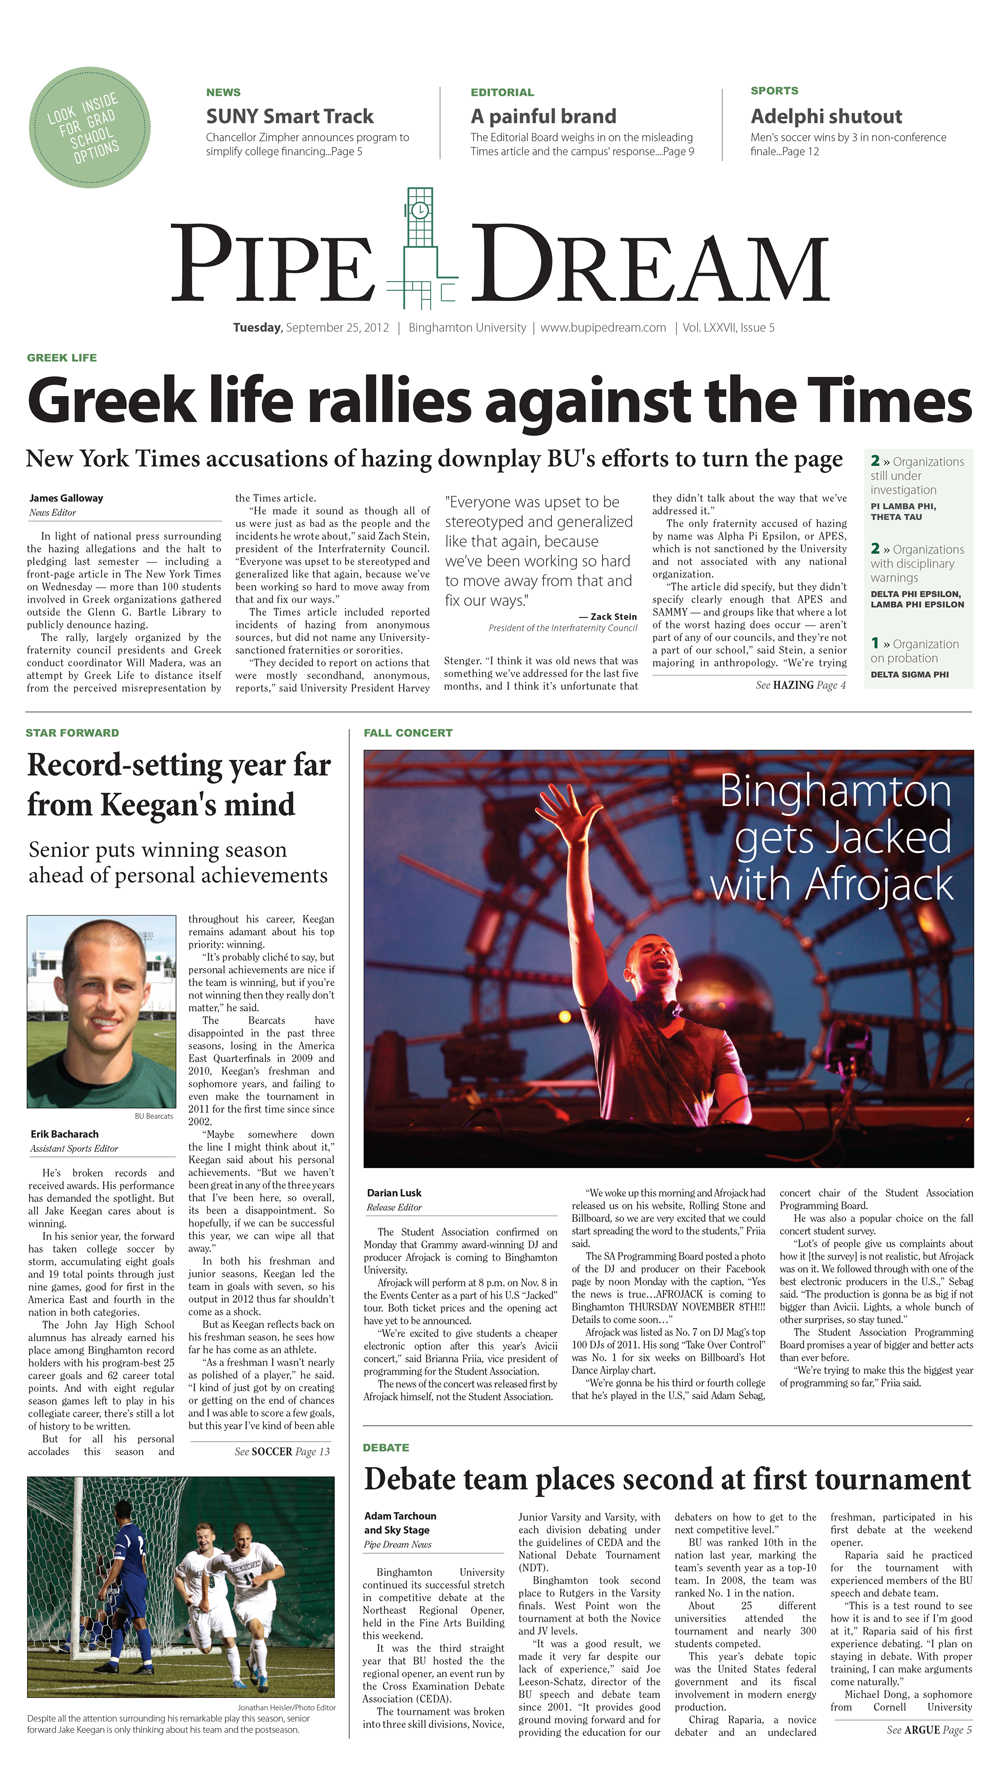 LOOK INSIDE
FOR GRAD
SCHOOL
OPTIONS
NEWS
SUNY Smart Track
Chancellor Zimpher announces program to
simplify college financing...Page 5
EDITORIAL
A painful brand
The Editorial Board weighs in on the misleading
Times article and the campus' response....Page 9
SPORTS
Adelphi shutout
Men's soccer wins by 3 in non-conference
finale...Page 12
PIPE DREAM
Tuesday, September 25, 2012 | Binghamton University | www.bupipedream.com | Vol. LXXVII, Issue 5
GREEK LIFE
Greek life rallies against the Times
New York Times accusations of hazing downplay BU's efforts to turn the page
James Galloway
News Editor
In light of national press surrounding
the hazing allegations and the halt to
pledging last semester — including a
front-page article in The New York Times
on Wednesday — more than 100 students
involved in Greek organizations gathered
outside the Glenn G. Bartle Library to
publicly denounce hazing.
The rally, largely organized by the
fraternity council presidents and Greek
conduct coordinator Will Madera, was an
attempt by Greek Life to distance itself
from the perceived misrepresentation by
the Times article.
“He made it sound as though all of
us were just as bad as the people and the
incidents he wrote about,” said Zach Stein,
president of the Interfraternity Council.
“Everyone was upset to be stereotyped and
generalized like that again, because we’ve
been working so hard to move away from
that and fix our ways.”
The Times article included reported
incidents of hazing from anonymous
sources, but did not name any University-
sanctioned fraternities or sororities.
“They decided to report on actions that
were mostly secondhand, anonymous,
reports,” said University President Harvey
"Everyone was upset to be
stereotyped and generalized
like that again, because
we've been working so hard
to move away from that and
fix our ways."
— Zack Stein
President of the Interfraternity Council
Stenger. “I think it was old news that was
something we’ve addressed for the last five
months, and I think it’s unfortunate that
they didn’t talk about the way that we’ve
addressed it.”
The only fraternity accused of hazing
by name was Alpha Pi Epsilon, or APES,
which is not sanctioned by the University
and not associated with any national
organization.
“The article did specify, but they didn’t
specify clearly enough that APES and
SAMMY — and groups like that where a lot
of the worst hazing does occur — aren’t
part of any of our councils, and they’re not
a part of our school,” said Stein, a senior
majoring in anthropology. “We’re trying
See HAZING Page 4
2 » Organizations
still under
investigation
PI LAMBA PHI,
THETA TAU
2 » Organizations
with disciplinary
warnings
DELTA PHI EPSILON,
LAMBA PHI EPSILON
1 » Organization
on probation
DELTA SIGMA PHI
STAR FORWARD
Record-setting year far
from Keegan's mind
Senior puts winning season
ahead of personal achievements
BU Bearcats
Erik Bacharach
Assistant Sports Editor
He’s broken records and
received awards. His performance
has demanded the spotlight. But
all Jake Keegan cares about is
winning.
In his senior year, the forward
has taken college soccer by
storm, accumulating eight goals
and 19 total points through just
nine games, good for first in the
America East and fourth in the
nation in both categories.
The John Jay High School
alumnus has already earned his
place among Binghamton record
holders with his program-best 25
career goals and 62 career total
points. And with eight regular
season games left to play in his
collegiate career, there’s still a lot
of history to be written.
But for all his personal
accolades this season and
throughout his career, Keegan
remains adamant about his top
priority: winning.
“It’s probably cliché to say, but
personal achievements are nice if
the team is winning, but if you’re
not winning then they really don’t
matter,” he said.
The Bearcats have
disappointed in the past three
seasons, losing in the America
East Quarterfinals in 2009 and
2010, Keegan’s freshman and
sophomore years, and failing to
even make the tournament in
2011 for the first time since since
2002.
“Maybe somewhere down
the line I might think about it,”
Keegan said about his personal
achievements. “But we haven’t
been great in any of the three years
that I’ve been here, so overall,
its been a disappointment. So
hopefully, if we can be successful
this year, we can wipe all that
away.”
In both his freshman and
junior seasons, Keegan led the
team in goals with seven, so his
output in 2012 thus far shouldn’t
come as a shock.
But as Keegan reflects back on
his freshman season, he sees how
far he has come as an athlete.
“As a freshman I wasn’t nearly
as polished of a player,” he said.
“I kind of just got by on creating
or getting on the end of chances
and I was able to score a few goals,
but this year I’ve kind of been able
See SOCCER Page 13
Jonathan Heisler/Photo Editor
Despite all the attention surrounding his remarkable play this season, senior
forward Jake Keegan is only thinking about his team and the postseason.
FALL CONCERT
Binghamton
gets Jacked
with Afrojack
Darian Lusk
Release Editor
The Student Association confirmed on
Monday that Grammy award-winning DJ and
producer Afrojack is coming to Binghamton
University.
Afrojack will perform at 8 p.m. on Nov. 8 in
the Events Center as a part of his U.S “Jacked”
tour. Both ticket prices and the opening act
have yet to be announced.
“We’re excited to give students a cheaper
electronic option after this year’s Avicii
concert,” said Brianna Friia, vice president of
programming for the Student Association.
The news of the concert was released first by
Afrojack himself, not the Student Association.
“We woke up this morning and Afrojack had
released us on his website, Rolling Stone and
Billboard, so we are very excited that we could
start spreading the word to the students,” Friia
said.
The SA Programming Board posted a photo
of the DJ and producer on their Facebook
page by noon Monday with the caption, “Yes
the news is true…AFROJACK is coming to
Binghamton THURSDAY NOVEMBER 8TH!!!
Details to come soon…”
Afrojack was listed as No. 7 on DJ Mag’s top
100 DJs of 2011. His song “Take Over Control”
was No. 1 for six weeks on Billboard’s Hot
Dance Airplay chart.
“We’re gonna be his third or fourth college
that he’s played in the U.S,” said Adam Sebag,
concert chair of the Student Association
Programming Board.
He was also a popular choice on the fall
concert student survey.
“Lot’s of people give us complaints about
how it [the survey] is not realistic, but Afrojack
was on it. We followed through with one of the
best electronic producers in the U.S.,” Sebag
said. “The production is gonna be as big if not
bigger than Avicii. Lights, a whole bunch of
other surprises, so stay tuned.”
The Student Association Programming
Board promises a year of bigger and better acts
than ever before.
“We’re trying to make this the biggest year
of programming so far,” Friia said.
DEBATE
Debate team places second at first tournament
Adam Tarchoun
and Sky Stage
Pipe Dream News
Binghamton University
continued its successful stretch
in competitive debate at the
Northeast Regional Opener,
held in the Fine Arts Building
this weekend.
It was the third straight
year that BU hosted the the
regional opener, an event run by
the Cross Examination Debate
Association (CEDA).
The tournament was broken
into three skill divisions, Novice,
Junior Varsity and Varsity, with
each division debating under
the guidelines of CEDA and the
National Debate Tournament
(NDT).
Binghamton took second
place to Rutgers in the Varsity
finals. West Point won the
tournament at both the Novice
and JV levels.
“It was a good result, we
made it very far despite our
lack of experience,” said Joe
Leeson-Schatz, director of the
BU speech and debate team
since 2001. “It provides good
ground moving forward and for
providing the education for our
debaters on how to get to the
next competitive level.”
BU was ranked 10th in the
nation last year, marking the
team’s seventh year as a top-10
team. In 2008, the team was
ranked No. 1 in the nation.
About 25 different
universities attended the
tournament and nearly 300
students competed.
This year’s debate topic
was the United States federal
government and its fiscal
involvement in modern energy
production.
Chirag Raparia, a novice
debater and an undeclared
freshman, participated in his
first debate at the weekend
opener.
Raparia said he practiced
for the tournament with
experienced members of the BU
speech and debate team.
“This is a test round to see
how it is and to see if I’m good
at it,” Raparia said of his first
experience debating. “I plan on
staying in debate. With proper
training, I can make arguments
come naturally.”
Michael Dong, a sophomore
from Cornell University
See ARGUE Page 5